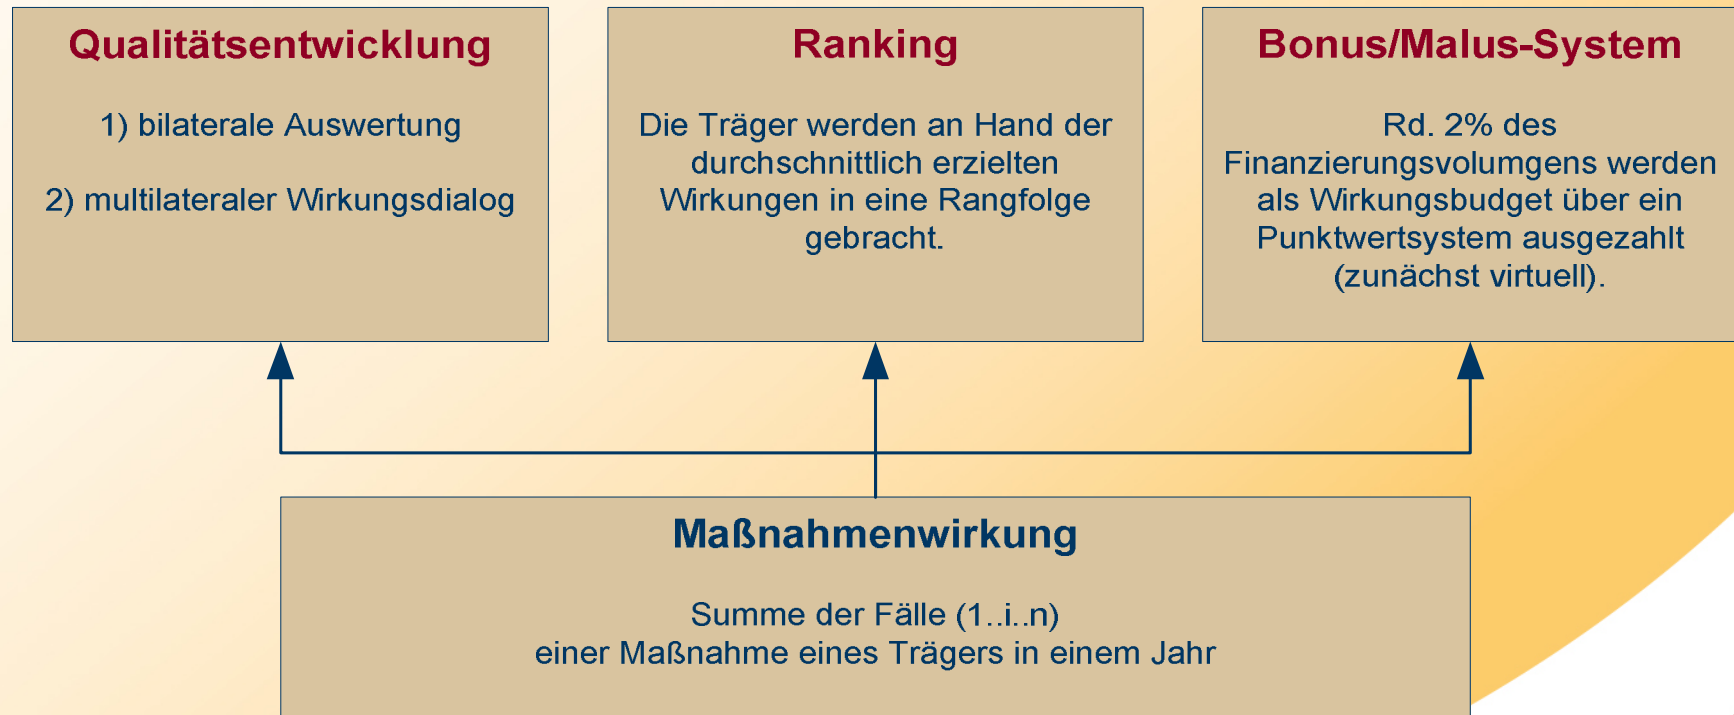 Qualitätsentwicklung
1) bilaterale Auswertung
2) multilateraler Wirkungsdialog
Ranking
Die Träger werden an Hand der
durchschnittlich erzielten
Wirkungen in eine Rangfolge
gebracht.
Bonus/Malus-System
Rd. 2% des
Finanzierungsvolumgens werden
als Wirkungsbudget über ein
Punktwertsystem ausgezahlt
(zunächst virtuell).
Maßnahmenwirkung
Summe der Fälle (1..i..n)
einer Maßnahme eines Trägers in einem Jahr